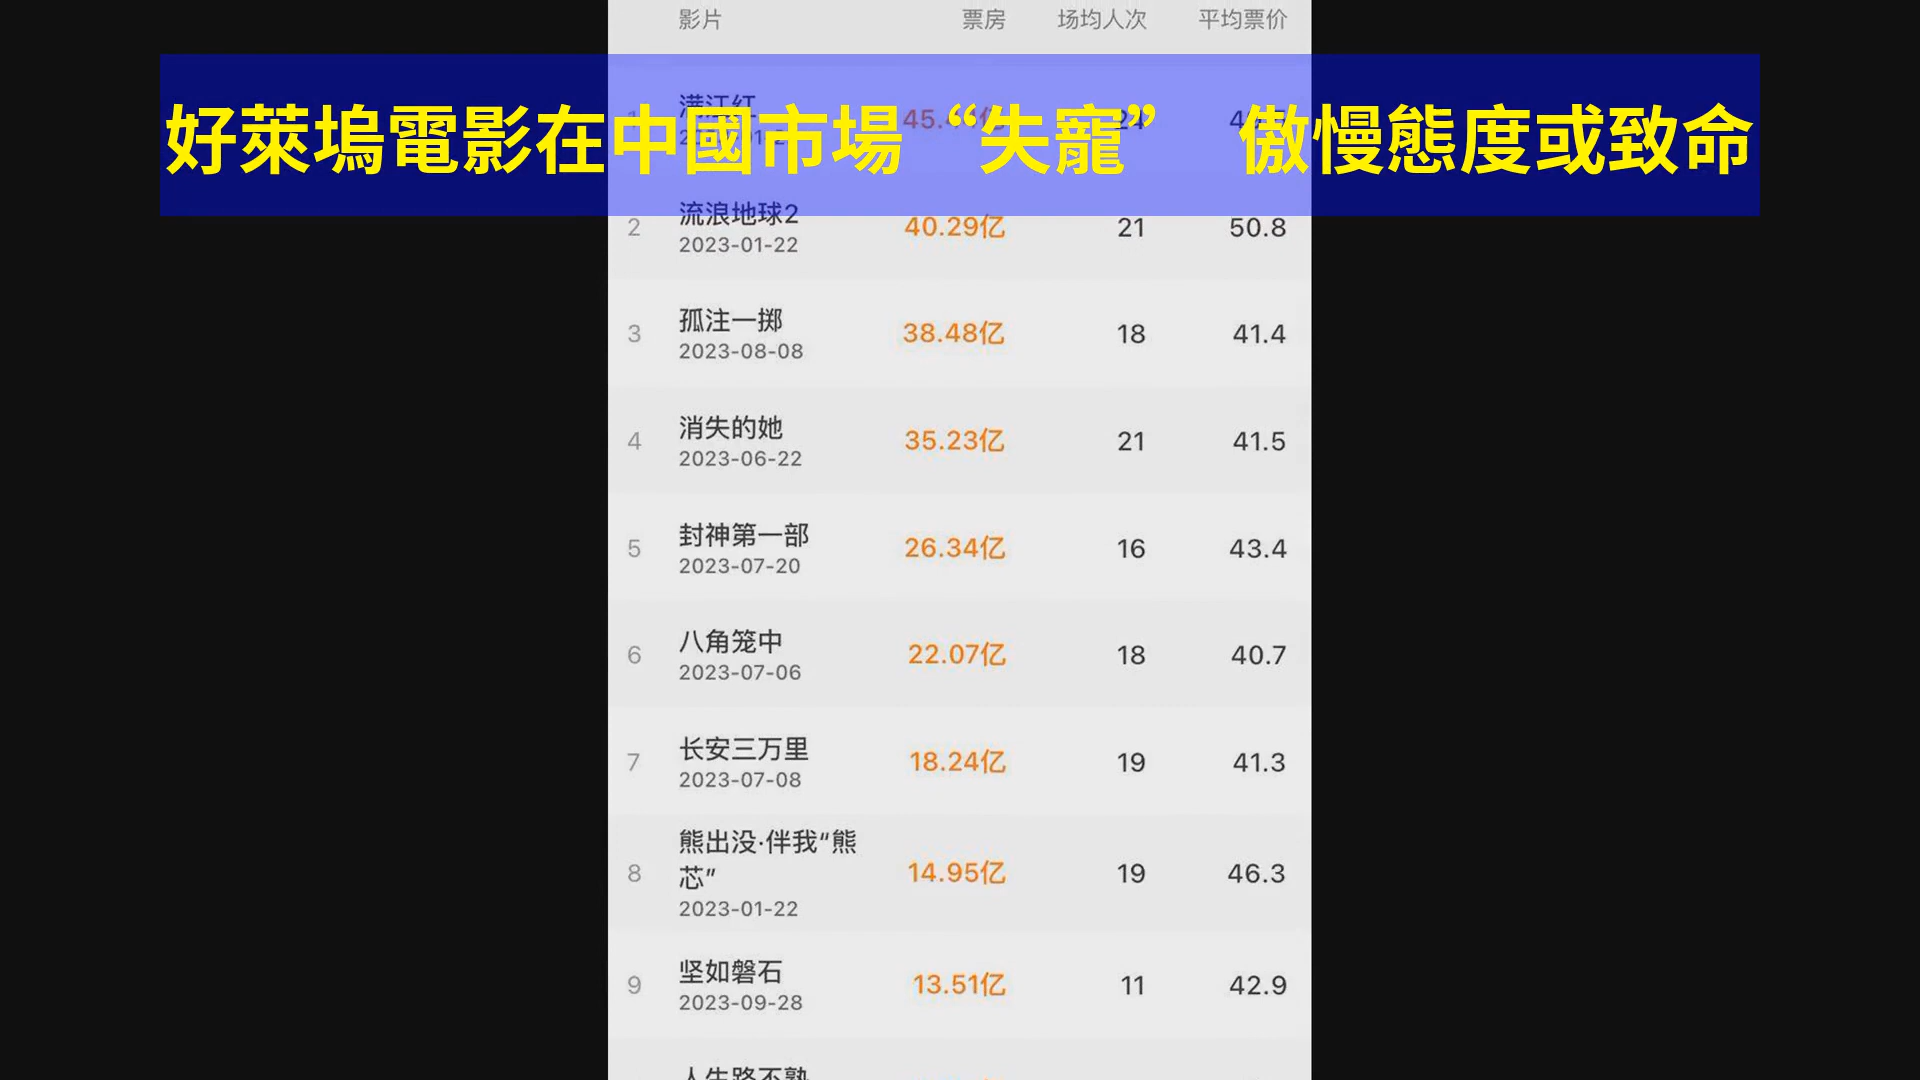 影片 票房 场均人次 平均票价
好萊塢電影在中國市場“失寵” 傲慢態度或致命
满江红
2 流浪地球2 40.29亿 21 50.8
2023-01-22
3 孤注一掷 38.48亿 18 41.4
2023-08-08
4 消失的她 35.23亿 21 41.5
2023-06-22
5 封神第一部 26.34亿 16 43.4
2023-07-20
6 八角笼中 22.07亿 18 40.7
2023-07-06
7 长安三万里 18.24亿 19 41.3
2023-07-08
8 熊出没·伴我“熊
芯” 14.95亿 19 46.3
2023-01-22
9 坚如磐石 13.51亿 11 42.9
2023-09-28
人生路不熟